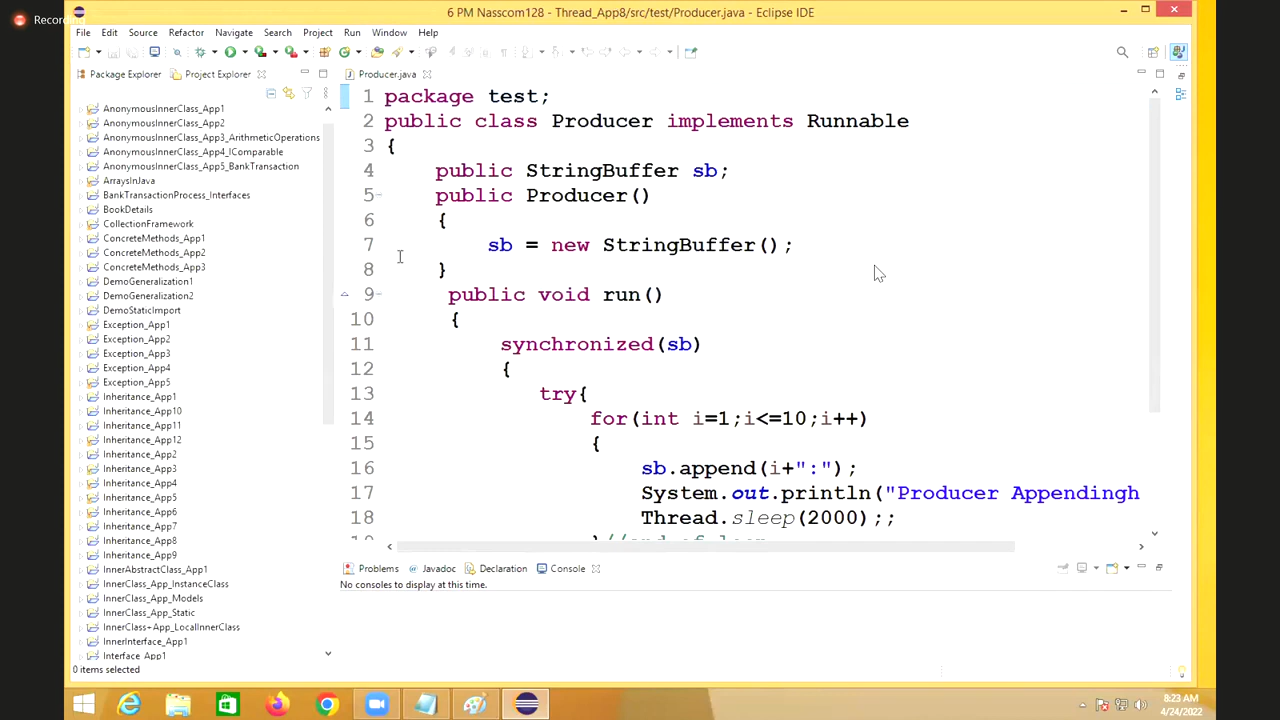 Recording
6 PM Nasscom128 - Thread_App8/src/test/Producer.java - Eclipse IDE
File Edit Source Refactor Navigate Search Project Run Window Help
Package Explorer Project Explorer
Producer.java
AnonymousInnerClass_App1
AnonymousInnerClass_App2
AnonymousInnerClass_App3_ArithmeticOperations
AnonymousInnerClass_App4_IComparable
AnonymousInnerClass_App5_BankTransaction
ArraysInJava
BankTransactionProcess_Interfaces
BookDetails
CollectionFramework
ConcreteMethods_App1
ConcreteMethods_App2
ConcreteMethods_App3
DemoGeneralization1
DemoGeneralization2
DemoStaticImport
Exception_App1
Exception_App2
Exception_App3
Exception_App4
Exception_App5
Inheritance_App1
Inheritance_App10
Inheritance_App11
Inheritance_App12
Inheritance_App2
Inheritance_App3
Inheritance_App4
Inheritance_App5
Inheritance_App6
Inheritance_App7
Inheritance_App8
Inheritance_App9
InnerAbstractClass_App1
InnerClass_App_InstanceClass
InnerClass_App_Models
InnerClass_App_Static
InnerClass+App_LocalInnerClass
InnerInterface_App1
Interface_App1
0 items selected
1 package test;
2 public class Producer implements Runnable
3 {
4 public StringBuffer sb;
5 public Producer()
6 {
7 sb = new StringBuffer();
8 }
9 public void run()
10 {
11 synchronized(sb)
12 {
13 try{
14 for(int i=1;i<=10;i++)
15 {
16 sb.append(i+":");
17 System.out.println("Producer Appendingh
18 Thread.sleep(2000);;
19 }//end of loop
Problems Javadoc Declaration Console
No consoles to display at this time.
8:23 AM
4/24/2022